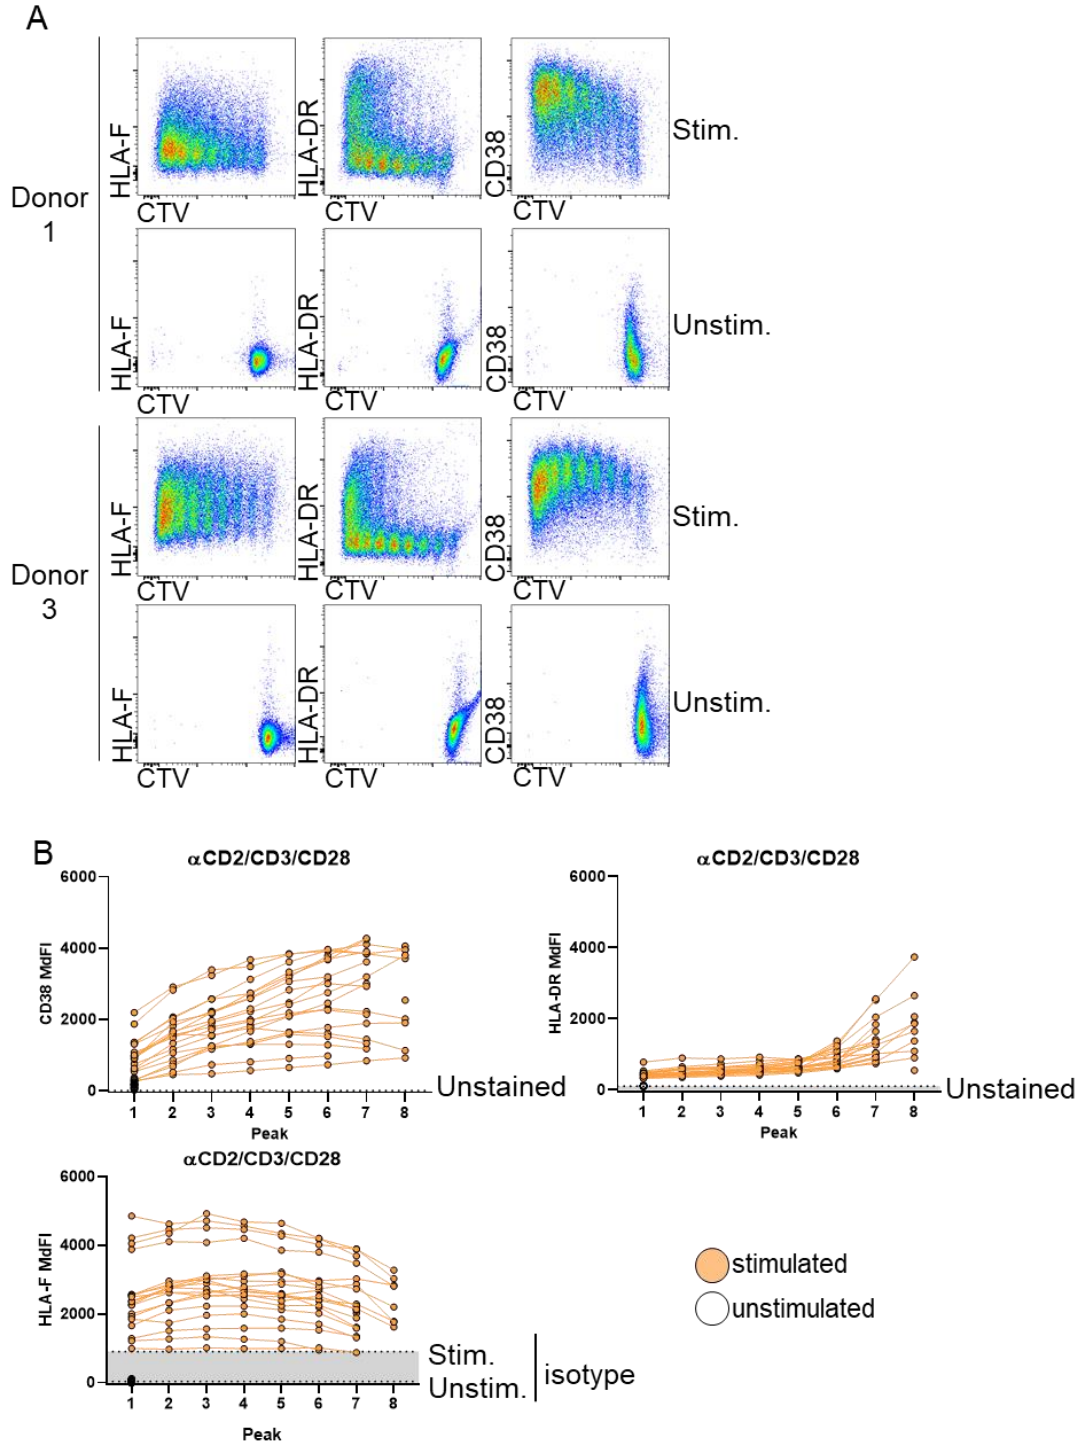 A
Donor
1
HLA-F
CTV
HLA-DR
CTV
CD38
CTV
Stim.
HLA-F
CTV
HLA-DR
CTV
CD38
CTV
Unstim.
Donor
3
HLA-F
CTV
HLA-DR
CTV
CD38
CTV
Stim.
HLA-F
CTV
HLA-DR
CTV
CD38
CTV
Unstim.
B
αCD2/CD3/CD28
CD38 MdFI
6000
4000
2000
0
1 2 3 4 5 6 7 8
Peak
Unstained
αCD2/CD3/CD28
HLA-DR MdFI
6000
4000
2000
0
1 2 3 4 5 6 7 8
Peak
Unstained
αCD2/CD3/CD28
HLA-F MdFI
6000
4000
2000
0
1 2 3 4 5 6 7 8
Peak
Stim.
Unstim.
isotype
stimulated
unstimulated